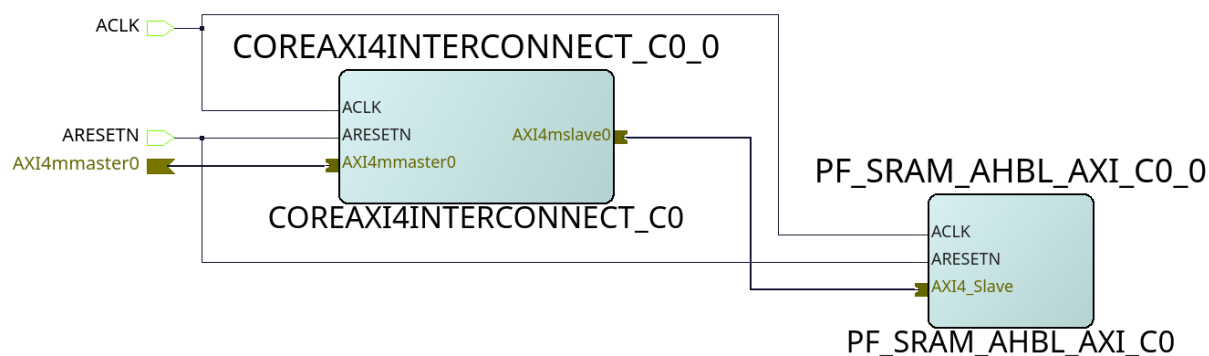 ACLK
COREAXI4INTERCONNECT_C0_0
ACLK
ARESETN
ARESETN
AXI4mslave0
AXI4mmaster0
AXI4mmaster0
COREAXI4INTERCONNECT_C0
PF_SRAM_AHBL_AXI_C0_0
ACLK
ARESETN
AXI4_Slave
PF_SRAM_AHBL_AXI_C0